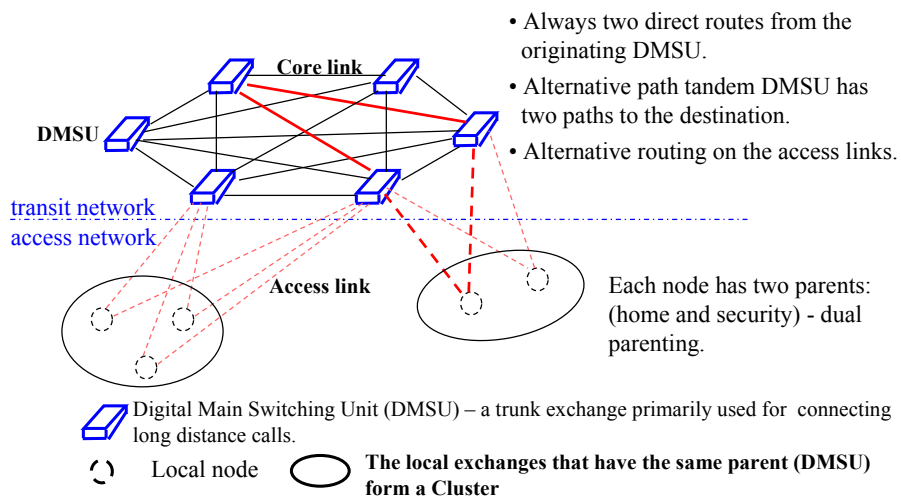 • Always two direct routes from the
originating DMSU.
Core link
• Alternative path tandem DMSU has
two paths to the destination.
DMSU
• Alternative routing on the access links.
transit network
access network
Access link
Each node has two parents:
(home and security) - dual
parenting.
Digital Main Switching Unit (DMSU) – a trunk exchange primarily used for connecting
long distance calls.
Local node
The local exchanges that have the same parent (DMSU)
form a Cluster